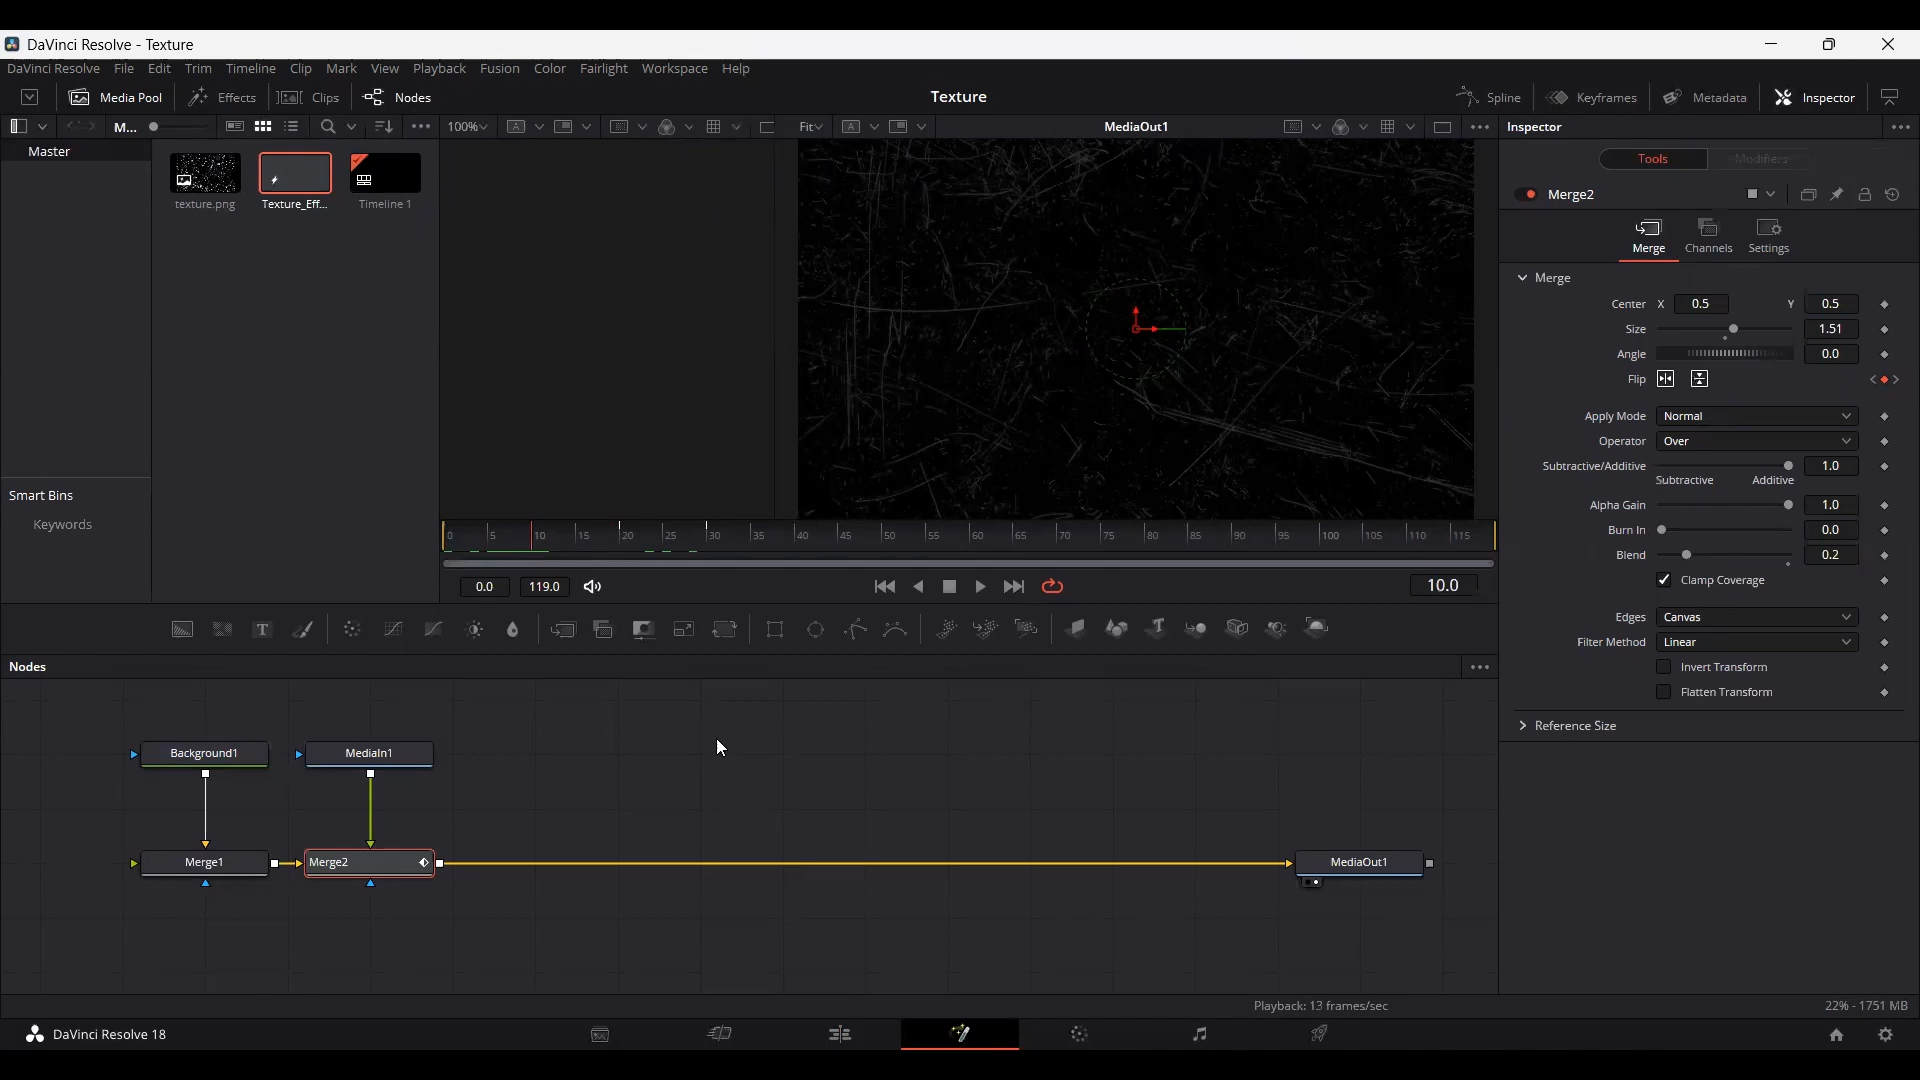 DaVinci Resolve - Texture
DaVinci Resolve File Edit Trim Timeline Clip Mark View Playback Fusion Color Fairlight Workspace Help
Media Pool Effects Clips Nodes Texture Spline Keyframes Metadata Inspector
M... 100% Fit MediaOut1 Inspector
Master
Tools Modifiers
texture.png Texture_Eff... Timeline 1
Merge2
Merge Channels Settings
Merge
Center X 0.5 Y 0.5
Size 1.51
Angle 0.0
Flip
Apply Mode Normal
Operator Over
Subtractive/Additive 1.0
Subtractive Additive
Alpha Gain 1.0
Burn In 0.0
Blend 0.2
Clamp Coverage
Edges Canvas
Filter Method Linear
Invert Transform
Flatten Transform
Reference Size
Smart Bins
Keywords
0 5 10 15 20 25 30 35 40 45 50 55 60 65 70 75 80 85 90 95 100 105 110 115
0.0 119.0 10.0
T T
Nodes
Background1 MediaIn1
Merge1 Merge2 MediaOut1
Playback: 13 frames/sec 22% - 1751 MB
DaVinci Resolve 18